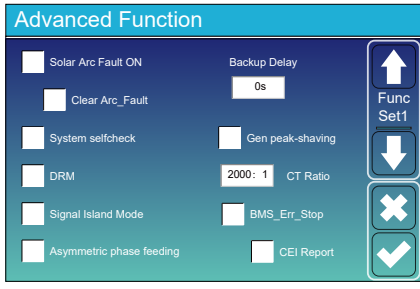 Advanced Function
Solar Arc Fault ON
Backup Delay
Clear Arc_Fault
0s
Func
Set1
System selfcheck
Gen peak-shaving
DRM
2000: 1
CT Ratio
Signal Island Mode
BMS_Err_Stop
Asymmetric phase feeding
CEI Report